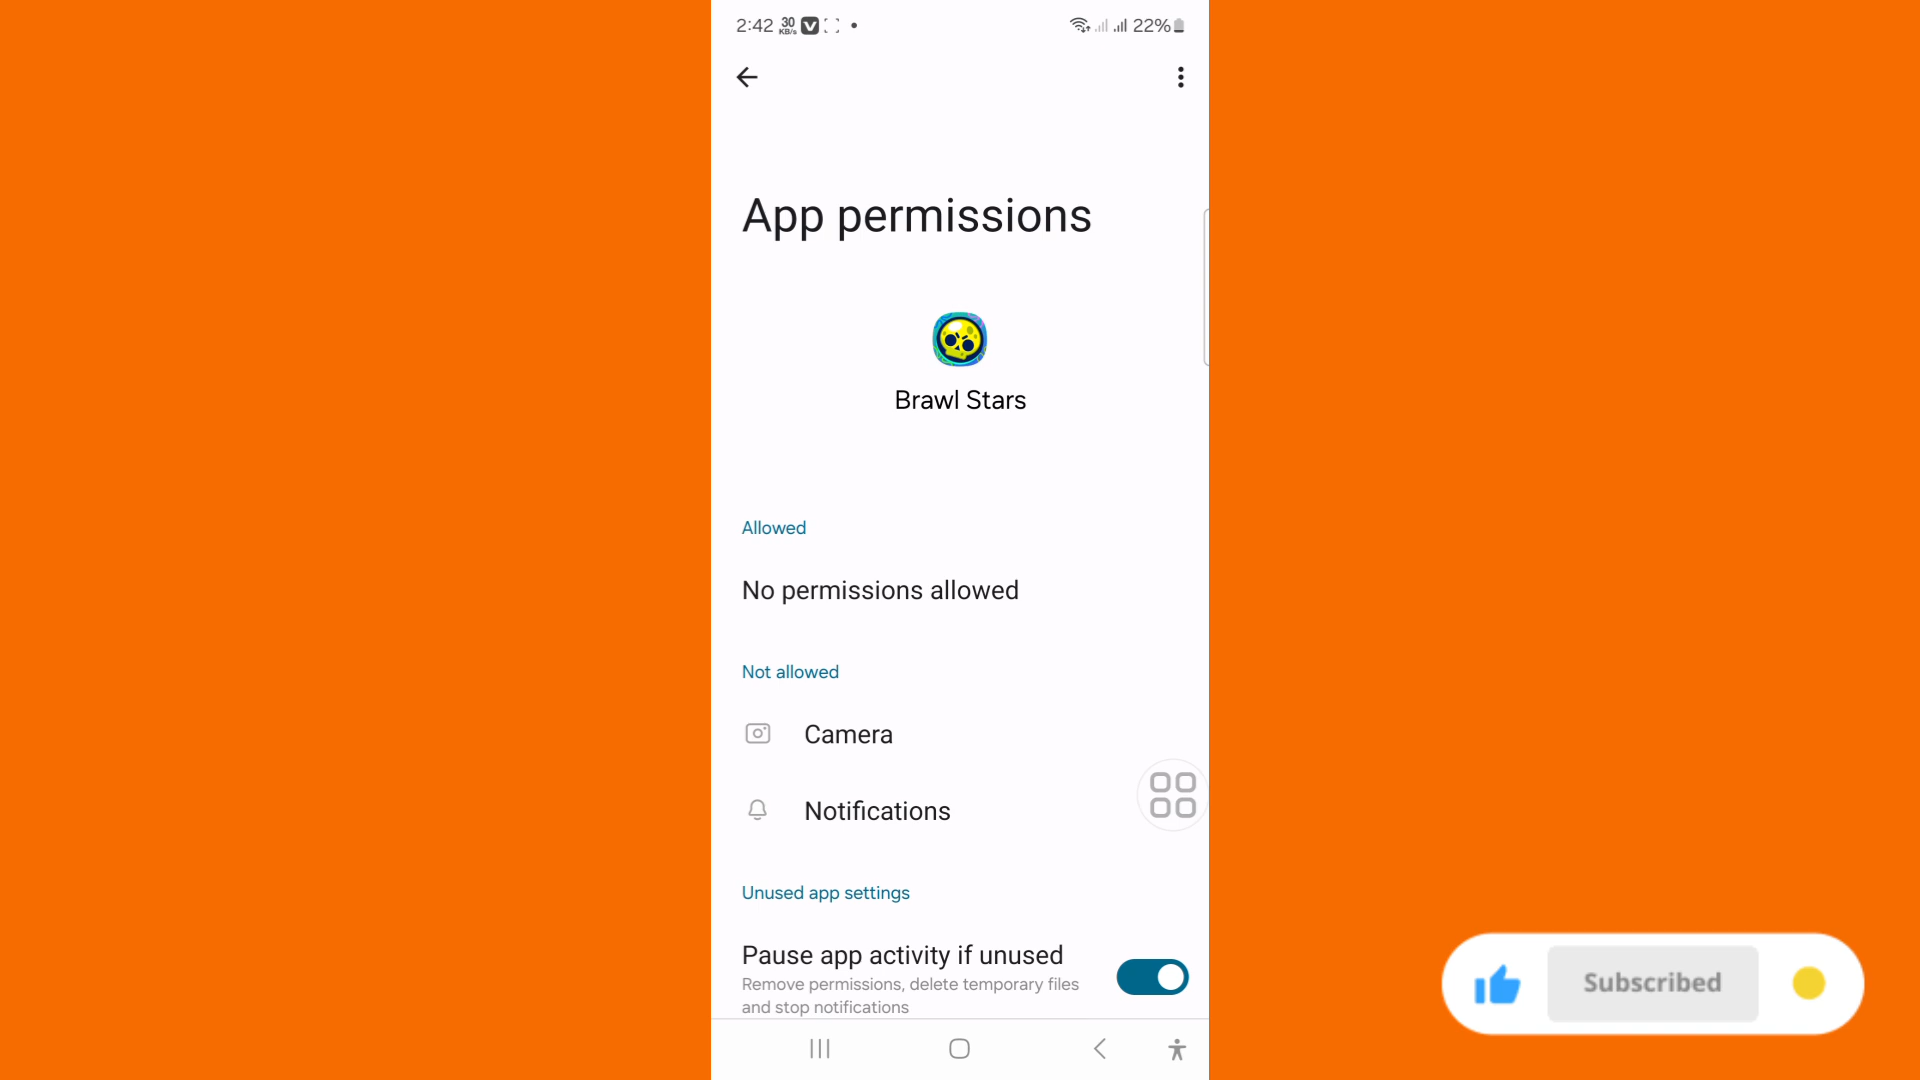 2:42 30 KB/s V 22%
App permissions
Brawl Stars
Allowed
No permissions allowed
Not allowed
Camera
Notifications
Unused app settings
Pause app activity if unused
Remove permissions, delete temporary files
and stop notifications
Subscribed